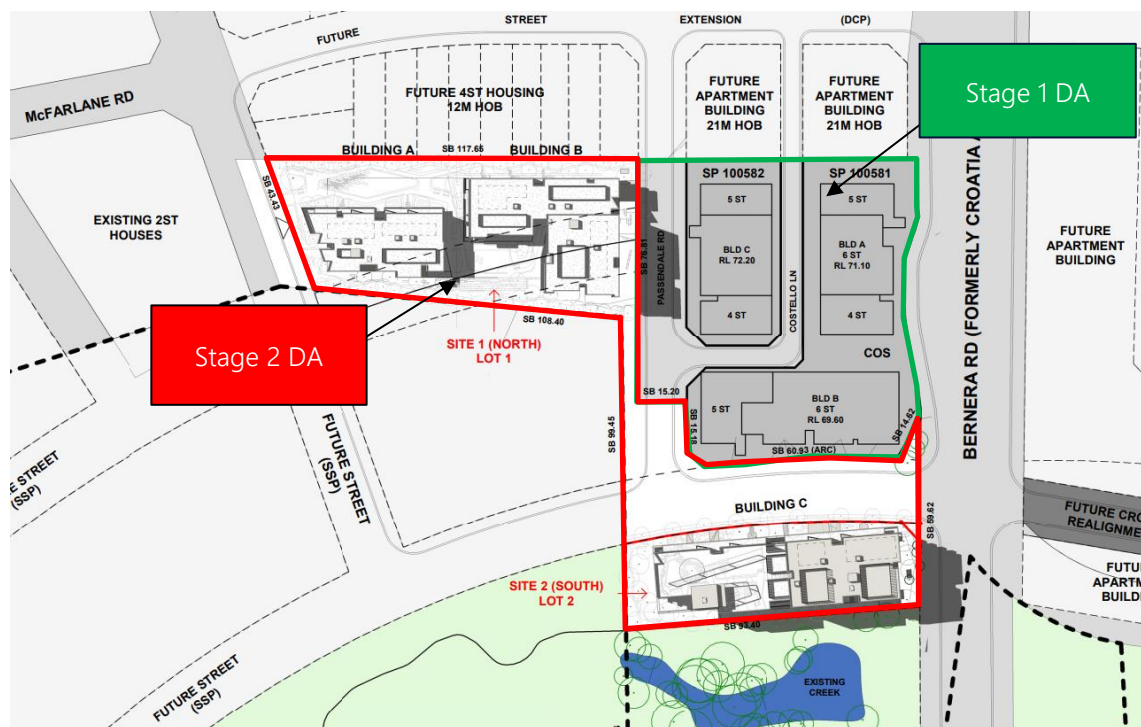 STREET
EXTENSION
(DCP)
FUTURE
McFARLANE RD
FUTURE 4ST HOUSING
12M HOB
FUTURE
APARTMENT
BUILDING
21M HOB
FUTURE
APARTMENT
BUILDING
21M HOB
Stage 1 DA
BUILDING A
SB 117.65
BUILDING B
SB 43.43
SP 100582
SP 100581
5 ST
5 ST
EXISTING 2ST
HOUSES
BLD C
RL 72.20
BLD A
6 ST
RL 71.10
SB 76.81
PASSENDALE RD
COSTELLO LN
4 ST
4 ST
FUTURE
APARTMENT
BUILDING
BERNERA RD (FORMERLY CROATIA A
SB 108.40
SITE 1 (NORTH)
LOT 1
Stage 2 DA
COS
SB 15.20
SB 15.18
5 ST
BLD B
6 ST
RL 69.60
SB 14.62
SB 60.93 (ARC)
SB 99.45
FUTURE STREET
(SSP)
E STREET
(SSP)
BUILDING C
SB 59.62
FUTURE CRO
REALIGNME
SITE 2 (SOUTH)
LOT 2
FUTU
APARTM
BUILD
SB 93.40
FUTURE STREET
(SSP)
EXISTING
CREEK